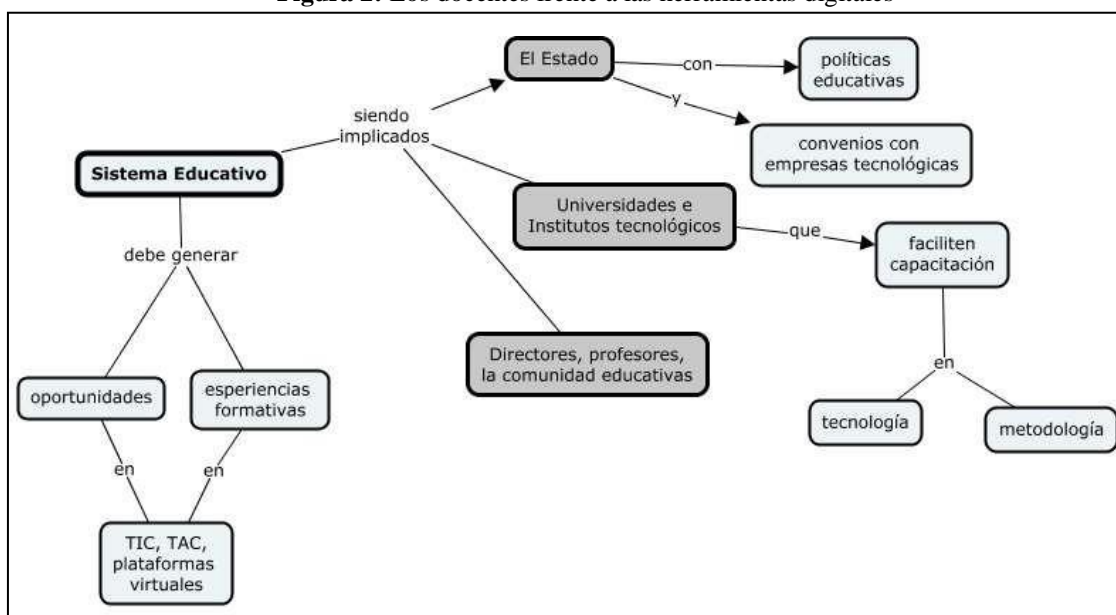 Figura 2: Los docentes frente a las herramientas digitales
El Estado
con
políticas
educativas
y
convenios con
empresas tecnológicas
siendo
implicados
Sistema Educativo
Universidades e
Institutos tecnológicos
que
faciliten
capacitación
debe generar
Directores, profesores,
la comunidad educativas
en
oportunidades
esperiencias
formativas
tecnología
metodología
en
en
TIC, TAC,
plataformas
virtuales